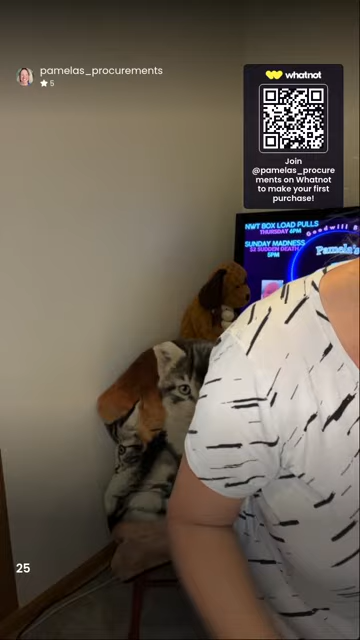 pamelas_procurements
★ 5
whatnot
Join
@pamelas_procure
ments on Whatnot
to make your first
purchase!
NWT BOX LOAD PULLS
THURSDAY 6PM
SUNDAY MADNESS
$2 SUDDEN DEATH
5PM
Goodwill B
Pamela's
25